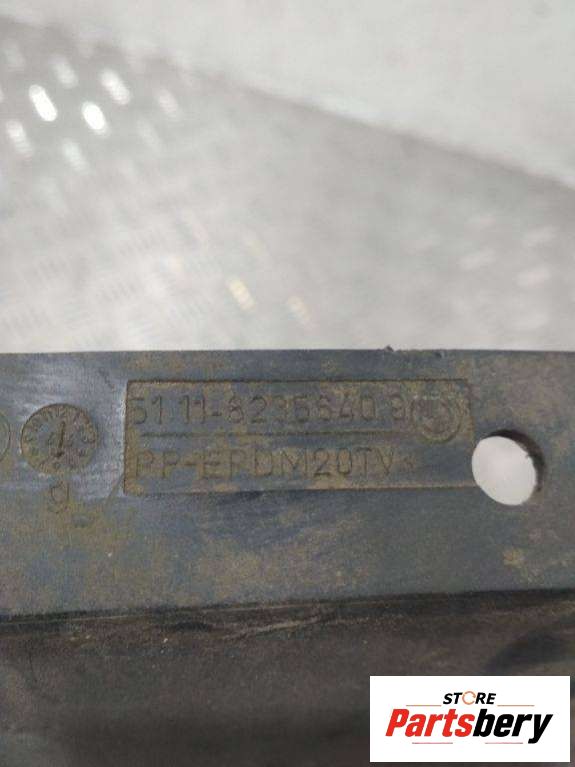 51 11-8235640 9
PP-EPDM20TV
g
STORE
Partsbery